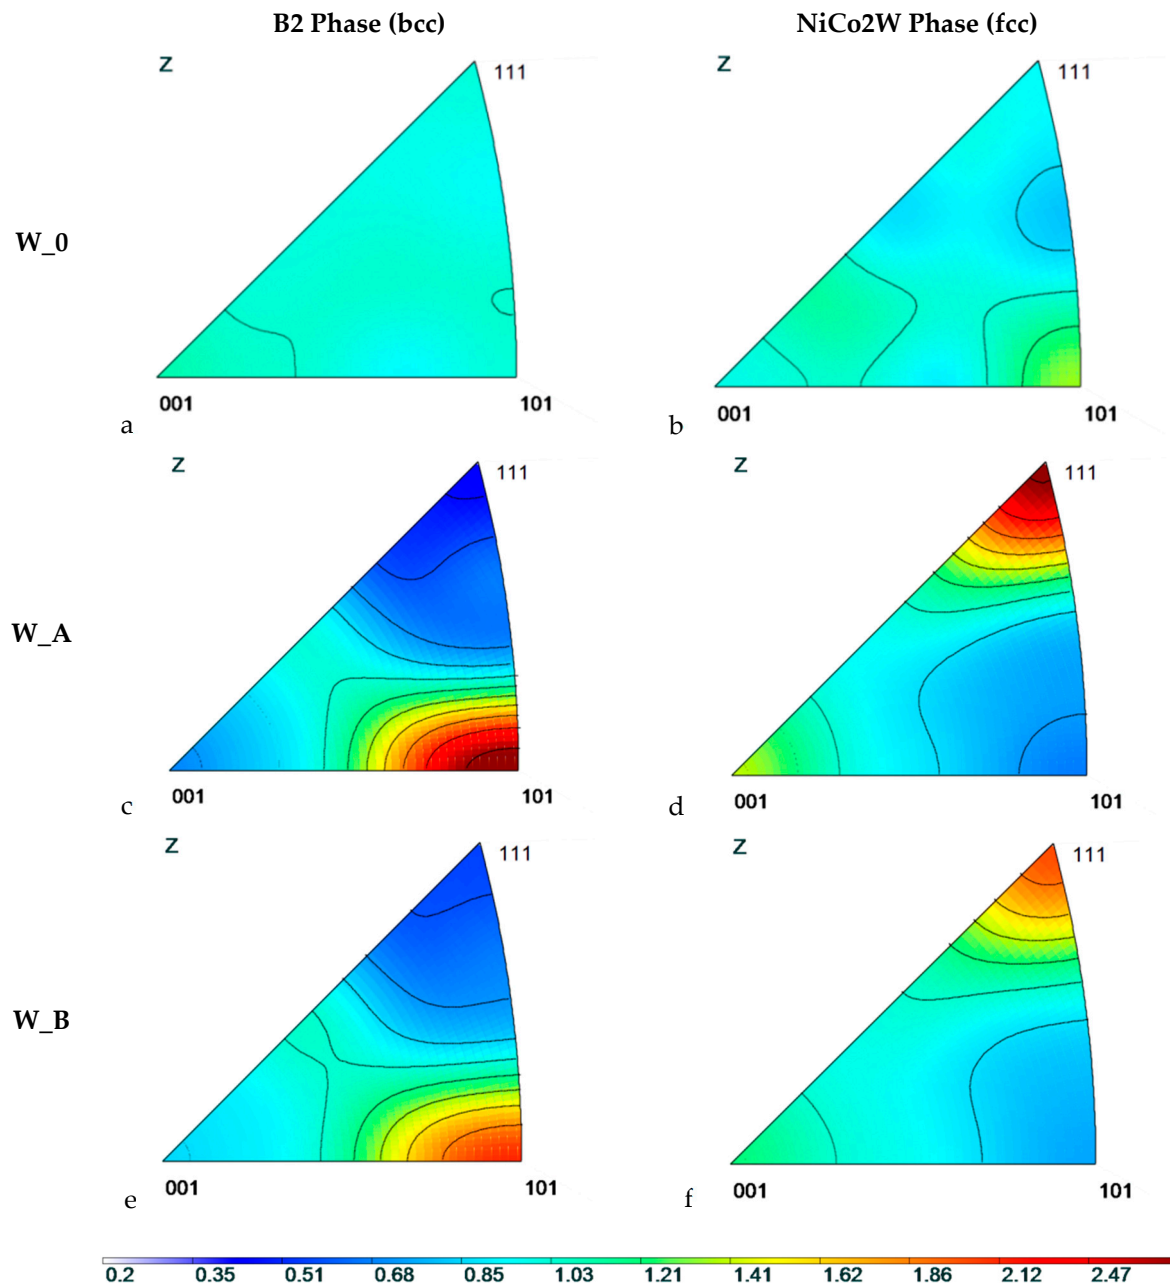 B2 Phase (bcc) NiCo2W Phase (fcc)
Z Z
111 111
W_0
001 101 001 101
a b
Z Z
111 111
W_A
001 101 001 101
c d
Z Z
111 111
W_B
001 101 001 101
e f
0.2 0.35 0.51 0.68 0.85 1.03 1.21 1.41 1.62 1.86 2.12 2.47